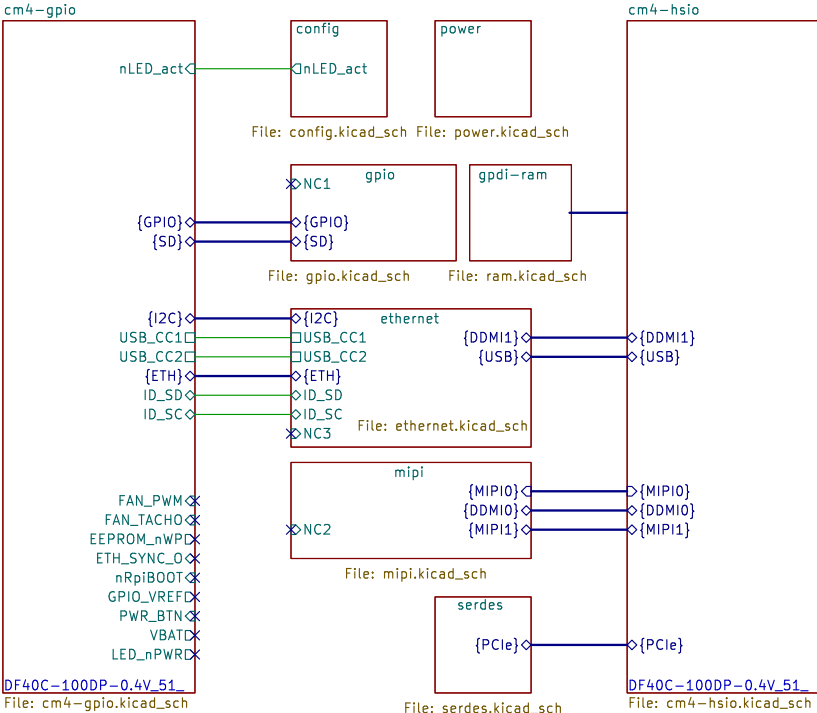 cm4-gpio
nLED_act
{GPIO}
{SD}
{I2C}
USB_CC1
USB_CC2
{ETH}
ID_SD
ID_SC
FAN_PWM
FAN_TACHO
EEPROM_nWP
ETH_SYNC_O
nRpiBOOT
GPIO_VREF
PWR_BTN
VBAT
LED_nPWR
DF40C-100DP-0.4V_51_
File: cm4-gpio.kicad_sch
config
nLED_act
File: config.kicad_sch
power
File: power.kicad_sch
gpio
NC1
{GPIO}
{SD}
File: gpio.kicad_sch
gpdi-ram
File: ram.kicad_sch
ethernet
{I2C}
USB_CC1
USB_CC2
{ETH}
ID_SD
ID_SC
NC3
{DDMI1}
{USB}
File: ethernet.kicad_sch
mipi
NC2
{MIPI0}
{DDMI0}
{MIPI1}
File: mipi.kicad_sch
serdes
{PCIe}
File: serdes.kicad_sch
cm4-hsio
{DDMI1}
{USB}
{MIPI0}
{DDMI0}
{MIPI1}
{PCIe}
DF40C-100DP-0.4V_51_
File: cm4-hsio.kicad_sch